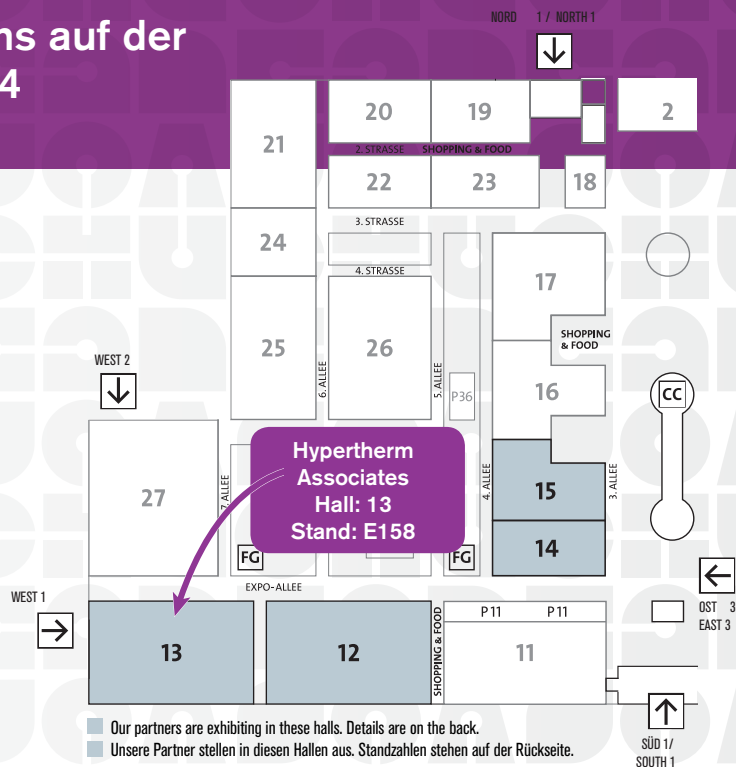 ns auf der
4
NORD 1 / NORTH 1
20
19
2
21
2. STRASSE SHOPPING & FOOD
22
23
18
3. STRASSE
24
4. STRASSE
17
25
26
SHOPPING
& FOOD
6. ALLEE
5. ALLEE
P36
16
CC
WEST 2
27
7. ALLEE
Hypertherm
Associates
Hall: 13
Stand: E158
4. ALLEE
15
3. ALLEE
FG
FG
14
EXPO-ALLEE
OST 3
EAST 3
WEST 1
13
12
SHOPPING & FOOD
P11 P11
11
Our partners are exhibiting in these halls. Details are on the back.
Unsere Partner stellen in diesen Hallen aus. Standzahlen stehen auf der Rückseite.
SÜD 1/
SOUTH 1